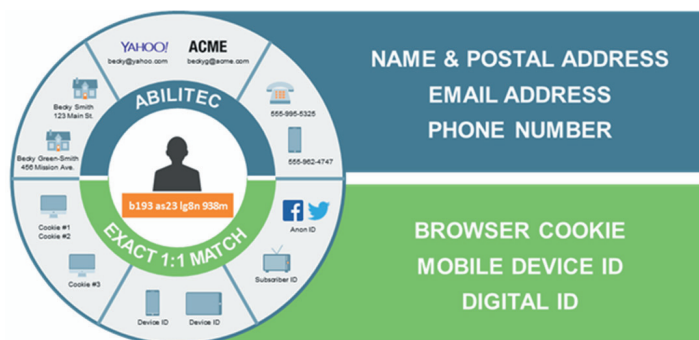 YAHOO!
becky@yahoo.com
ACME
beckyg@acme.com
Becky Smith
123 Main St.
Becky Green-Smith
456 Mission Ave.
555-995-5325
555-962-4747
ABILITEC
b193 as23 lg8n 938m
EXACT 1:1 MATCH
Cookie #1
Cookie #2
Cookie #3
Device ID
Device ID
Subscriber ID
Anon ID
NAME & POSTAL ADDRESS
EMAIL ADDRESS
PHONE NUMBER
BROWSER COOKIE
MOBILE DEVICE ID
DIGITAL ID